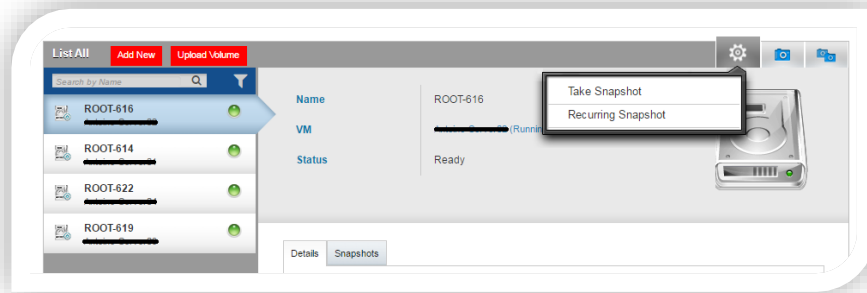 List All Add New Upload Volume
Search by Name
ROOT-616
ROOT-614
ROOT-622
ROOT-619
Name ROOT-616
VM (Runnin
Status Ready
Take Snapshot
Recurring Snapshot
Details Snapshots